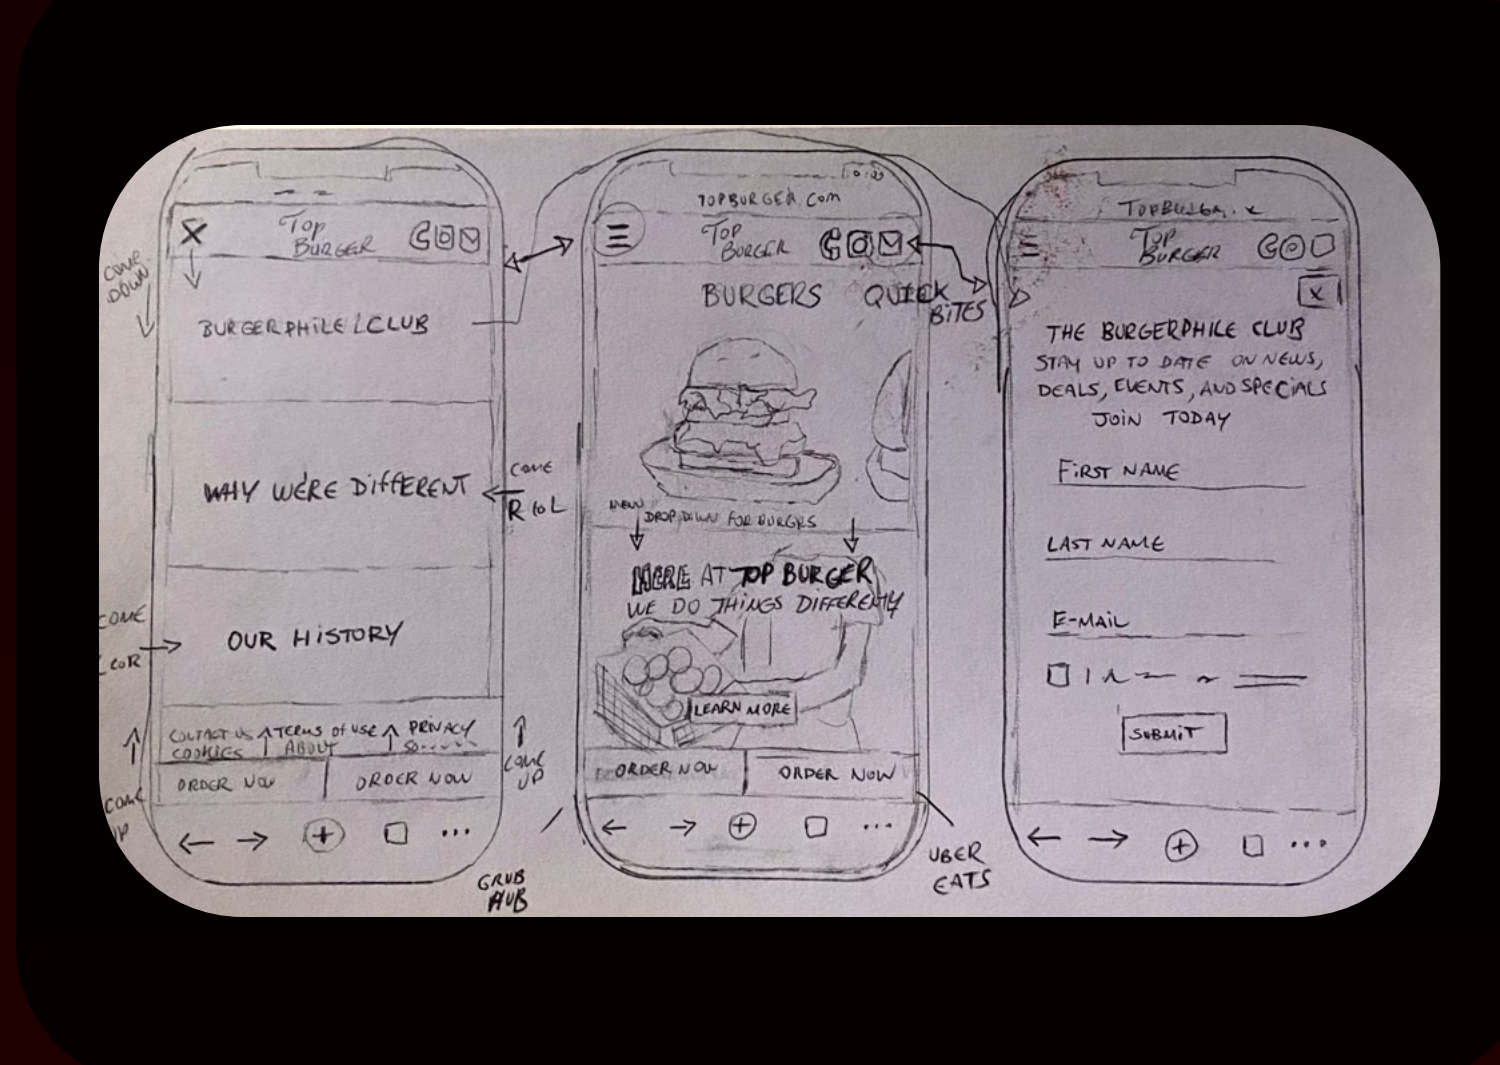 COME
DOWN
TOP
BURGER
BURGERPHILE CLUB
WHY WE'RE DIFFERENT
COME
R to L
COME
OUR HISTORY
CONTACT US TERMS OF USE PRIVACY
COOKIES ABOUT
ORDER NOW ORDER NOW
COME
UP
COME
UP
GRUB
HUB
TOPBURGER.COM
TOP
BURGER
BURGERS QUICK
BITES
MENU DROP DOWN FOR BURGERS
HERE AT TOP BURGER
WE DO THINGS DIFFERENTLY
LEARN MORE
ORDER NOW ORDER NOW
UBER
EATS
TOP
BURGER
X
THE BURGERPHILE CLUB
STAY UP TO DATE ON NEWS,
DEALS, EVENTS, AND SPECIALS
JOIN TODAY
FIRST NAME
LAST NAME
E-MAIL
SUBMIT